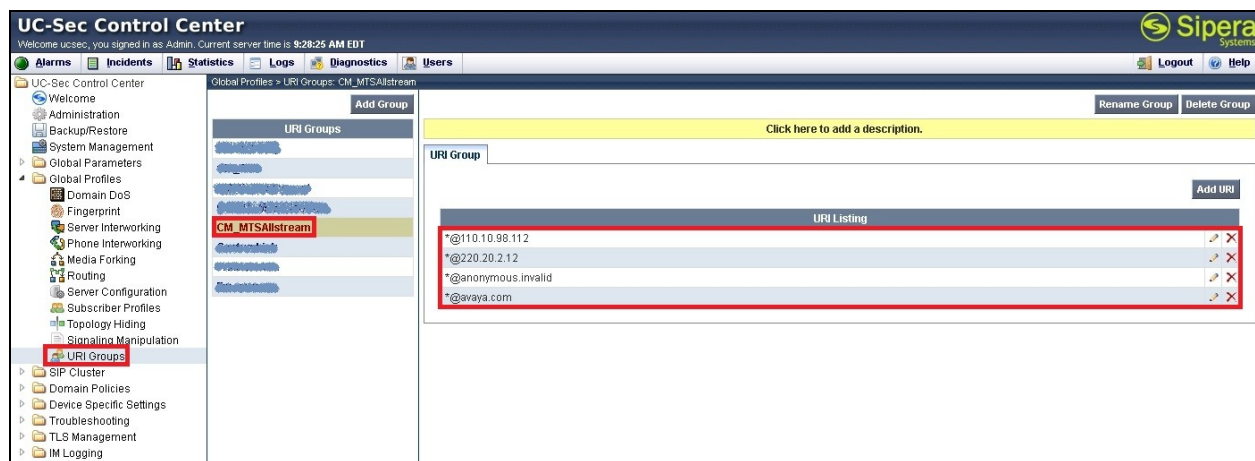 UC-Sec Control Center
Sipera
Systems
Welcome ucsec, you signed in as Admin. Current server time is 9:28:25 AM EDT
Alarms Incidents Statistics Logs Diagnostics Users Logout Help
UC-Sec Control Center
Welcome
Administration
Backup/Restore
System Management
Global Parameters
Global Profiles
Domain DoS
Fingerprint
Server Interworking
Phone Interworking
Media Forking
Routing
Server Configuration
Subscriber Profiles
Topology Hiding
Signaling Manipulation
URI Groups
SIP Cluster
Domain Policies
Device Specific Settings
Troubleshooting
TLS Management
IM Logging
Global Profiles > URI Groups: CM_MTSAllstream
Add Group
URI Groups
CM_MTSAllstream
Rename Group Delete Group
Click here to add a description.
URI Group
Add URI
URI Listing
*@110.10.98.112
*@220.20.2.12
*@anonymous.invalid
*@avaya.com